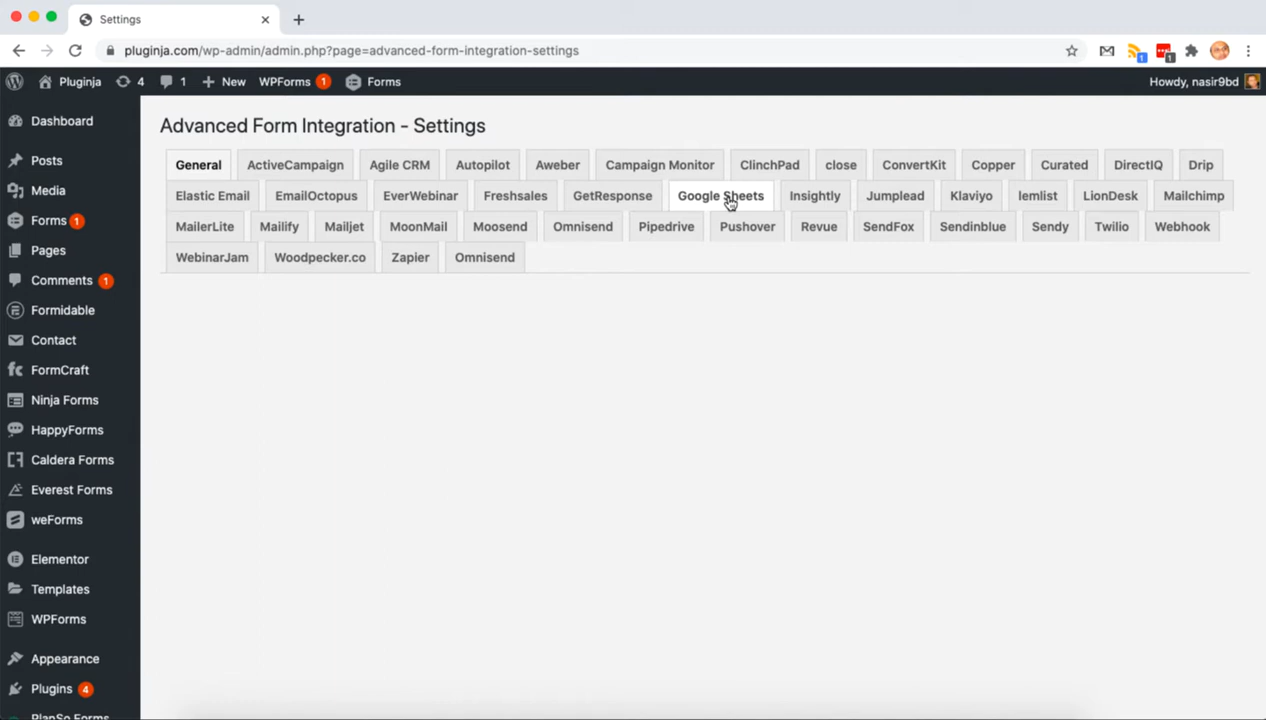 Settings
pluginja.com/wp-admin/admin.php?page=advanced-form-integration-settings
1
1
Pluginja 4 1 New WPForms 1 Forms Howdy, nasir9bd
Dashboard
Posts
Media
Forms 1
Pages
Comments 1
Formidable
Contact
FormCraft
Ninja Forms
HappyForms
Caldera Forms
Everest Forms
weForms
Elementor
Templates
WPForms
Appearance
Plugins 4
PlanSo Forms
Advanced Form Integration - Settings
General ActiveCampaign Agile CRM Autopilot Aweber Campaign Monitor ClinchPad close ConvertKit Copper Curated DirectIQ Drip
Elastic Email EmailOctopus EverWebinar Freshsales GetResponse Google Sheets Insightly Jumplead Klaviyo lemlist LionDesk Mailchimp
MailerLite Mailify Mailjet MoonMail Moosend Omnisend Pipedrive Pushover Revue SendFox Sendinblue Sendy Twilio Webhook
WebinarJam Woodpecker.co Zapier Omnisend